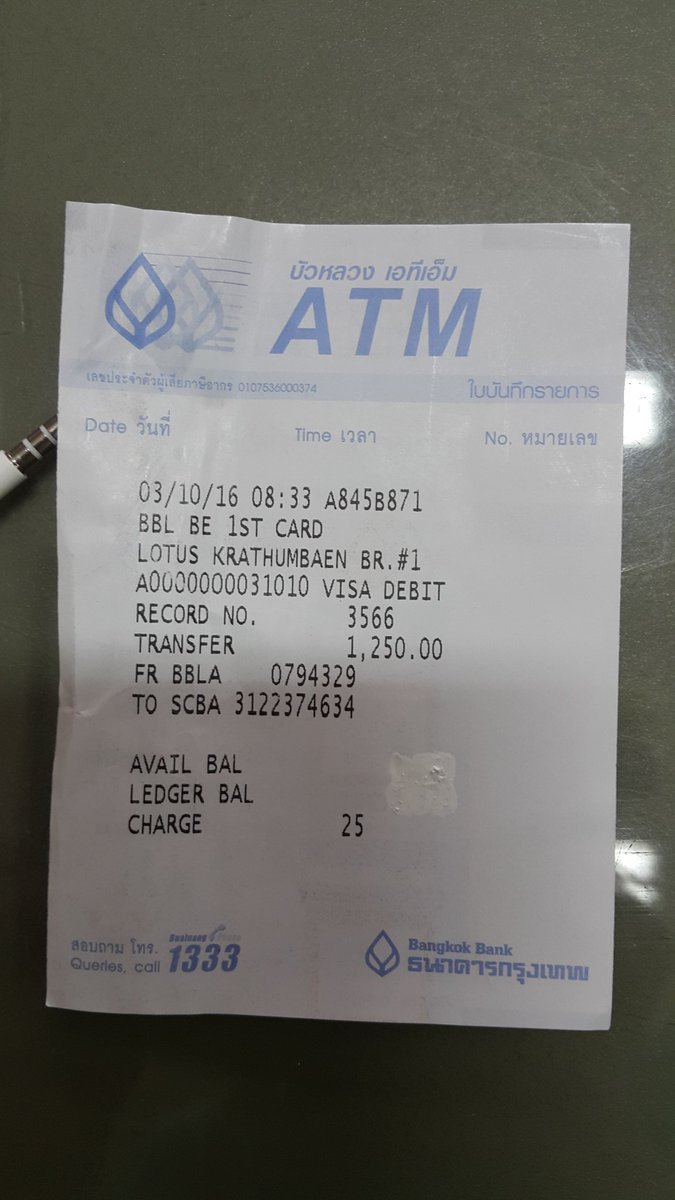 บัวหลวง เอทีเอ็ม
ATM
เลขประจำตัวผู้เสียภาษีอากร 0107536000374 ใบบันทึกรายการ
Date วันที่ Time เวลา No. หมายเลข
03/10/16 08:33 A845B871
BBL BE 1ST CARD
LOTUS KRATHUMBAEN BR.#1
A0000000031010 VISA DEBIT
RECORD NO. 3566
TRANSFER 1,250.00
FR BBLA 0794329
TO SCBA 3122374634
AVAIL BAL
LEDGER BAL
CHARGE 25
สอบถาม โทร. Business Phone
Queries, call 1333
Bangkok Bank
ธนาคารกรุงเทพ